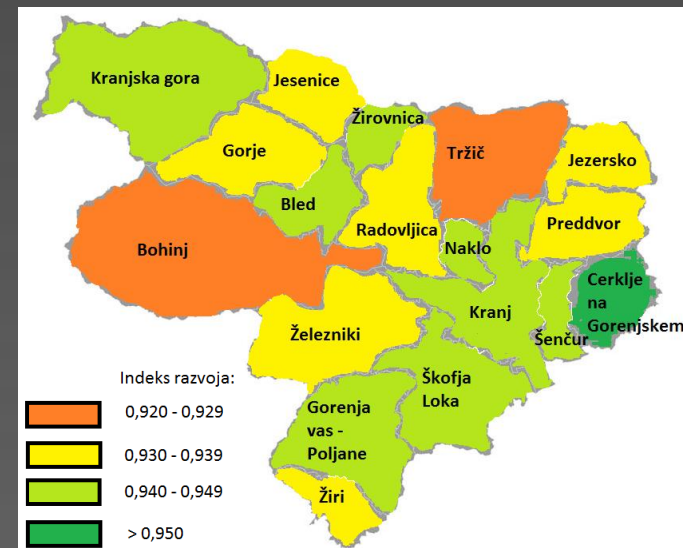 Kranjska gora
Jesenice
Žirovnica
Gorje
Tržič
Jezersko
Bled
Radovljica
Preddvor
Bohinj
Naklo
Cerklje
na
Gorenjskem
Kranj
Šenčur
Železniki
Škofja
Loka
Gorenja
vas -
Poljane
Žiri
Indeks razvoja:
0,920 - 0,929
0,930 - 0,939
0,940 - 0,949
> 0,950